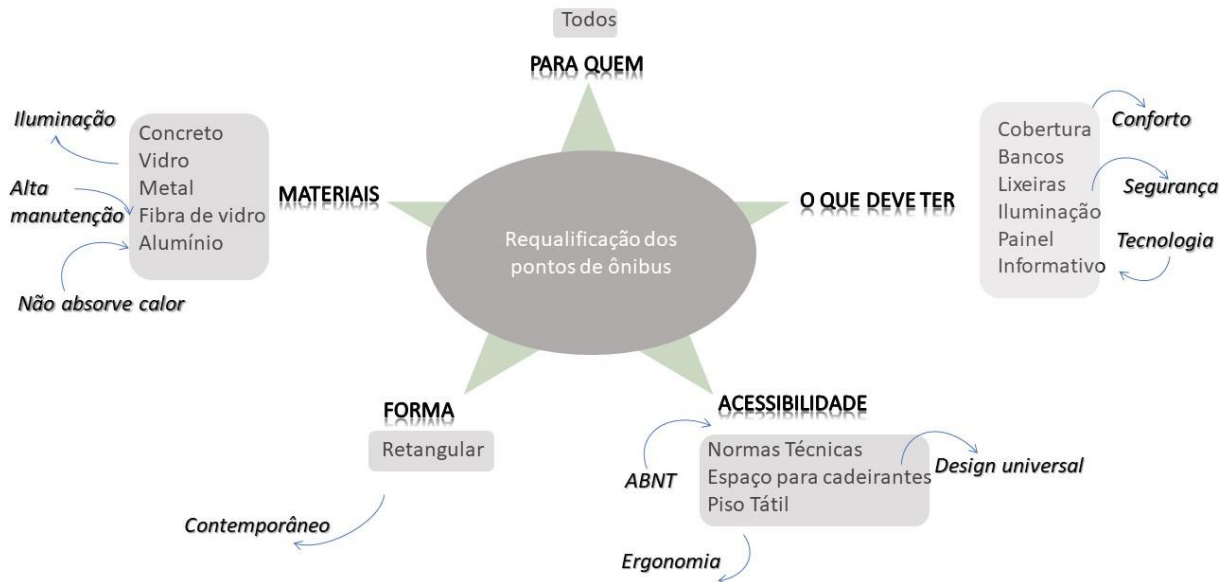 Todos
PARA QUEM
Iluminação
Alta
manutenção
Não absorve calor
Concreto
Vidro
Metal
Fibra de vidro
Alumínio
MATERIAIS
Requalificação dos
pontos de ônibus
O QUE DEVE TER
Cobertura
Bancos
Lixeiras
Iluminação
Painel
Informativo
Conforto
Segurança
Tecnologia
FORMA
Retangular
Contemporâneo
ACESSIBILIDADE
Normas Técnicas
Espaço para cadeirantes
Piso Tátil
ABNT
Design universal
Ergonomia